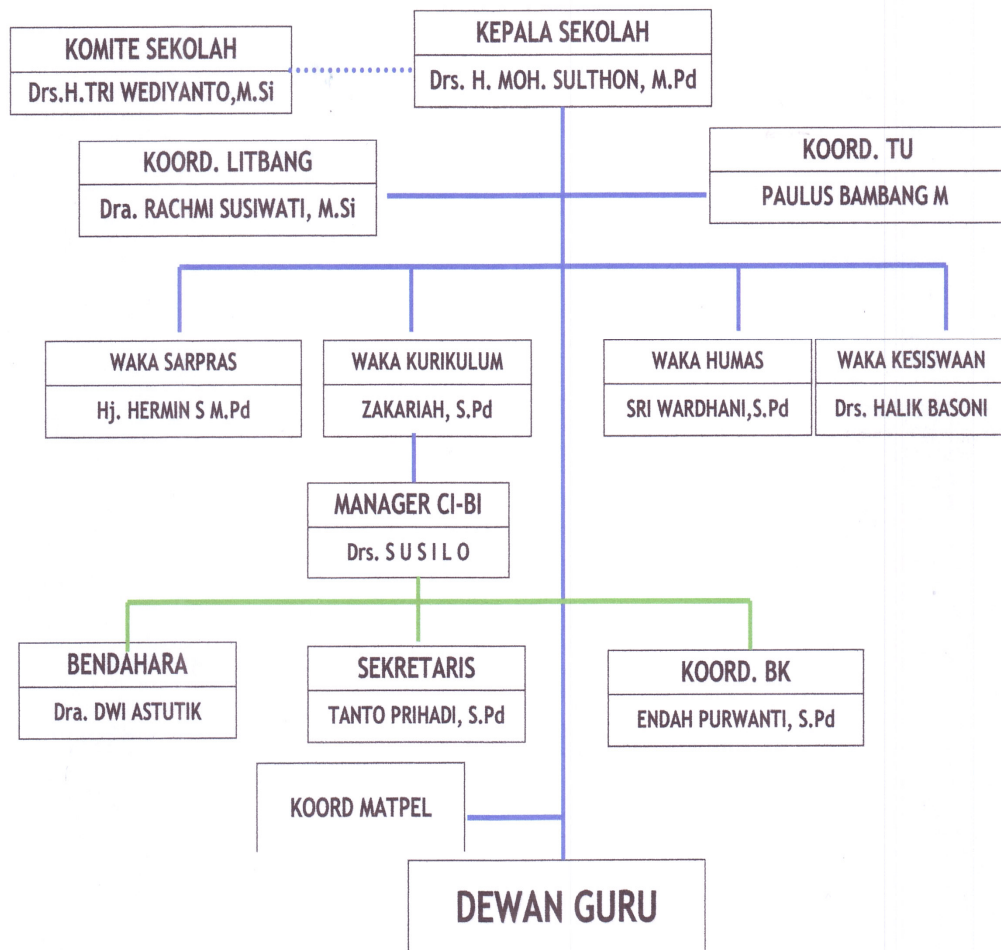 KOMITE SEKOLAH
Drs.H.TRI WEDIYANTO,M.Si
KEPALA SEKOLAH
Drs. H. MOH. SULTHON, M.Pd
KOORD. LITBANG
Dra. RACHMI SUSIWATI, M.Si
KOORD. TU
PAULUS BAMBANG M
WAKA SARPRAS
Hj. HERMIN S M.Pd
WAKA KURIKULUM
ZAKARIAH, S.Pd
WAKA HUMAS
SRI WARDHANI,S.Pd
WAKA KESISWAAN
Drs. HALIK BASONI
MANAGER CI-BI
Drs. S U S I L O
BENDAHARA
Dra. DWI ASTUTIK
SEKRETARIS
TANTO PRIHADI, S.Pd
KOORD. BK
ENDAH PURWANTI, S.Pd
KOORD MATPEL
DEWAN GURU